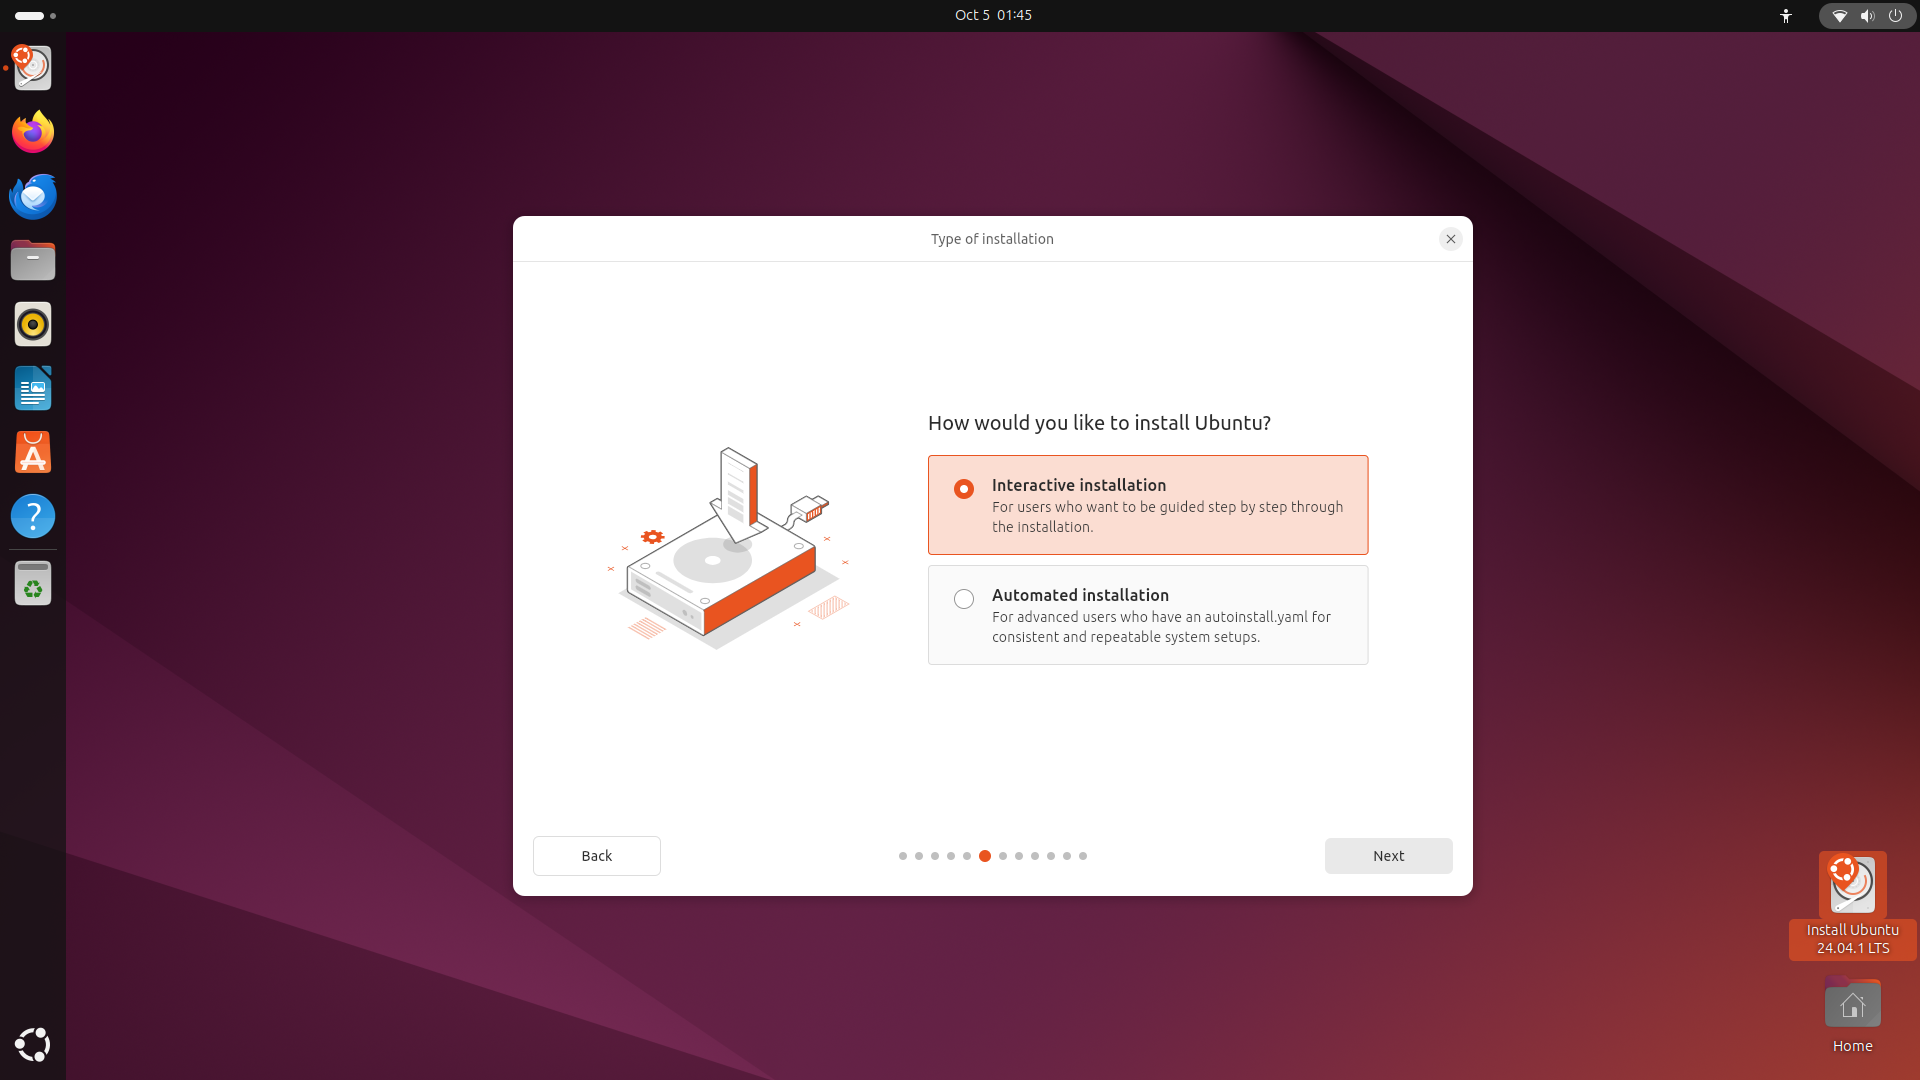 Oct 5 01:45
Type of installation
How would you like to install Ubuntu?
Interactive installation
For users who want to be guided step by step through
the installation.
Automated installation
For advanced users who have an autoinstall.yaml for
consistent and repeatable system setups.
Back
Next
Install Ubuntu
24.04.1 LTS
Home